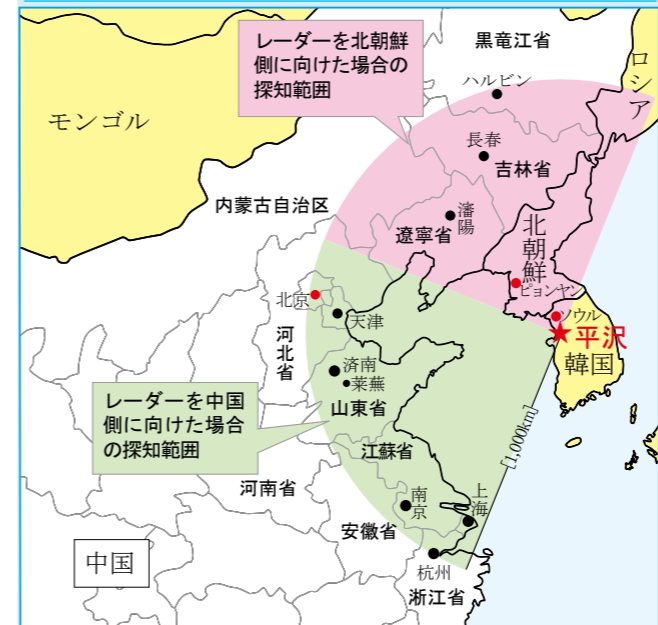 レーダーを北朝鮮
側に向けた場合の
探知範囲
黒竜江省
ロシア
ハルビン
モンゴル
長春
吉林省
内蒙古自治区
瀋陽
遼寧省
北朝鮮
ピョンヤン
北京
天津
ソウル
平沢
韓国
河北省
済南
莱蕪
山東省
レーダーを中国
側に向けた場合
の探知範囲
[1,000km]
江蘇省
河南省
南京
上海
安徽省
中国
杭州
浙江省